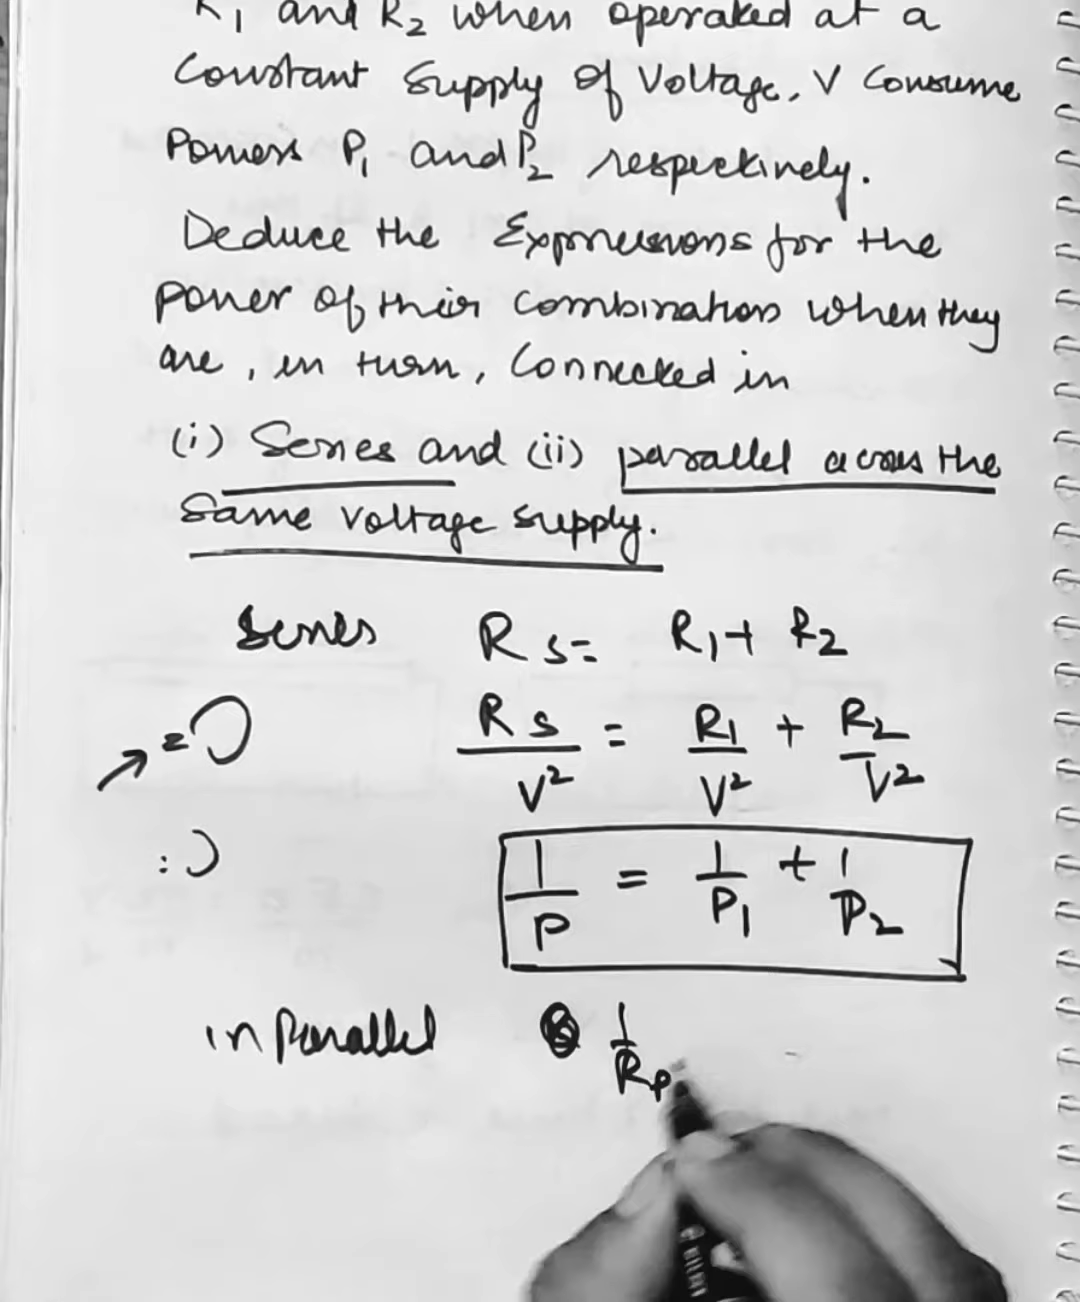 R₁ and R₂ when operated at a
Constant Supply of Voltage, V Consume
Powers P₁ and P₂ respectively.
Deduce the Expressions for the
power of their combination when they
are, in turn, Connected in
(i) Series and (ii) parallel across the
Same voltage supply.
Series R s = R₁ + R₂
R s / V² = R₁ / V² + R₂ / V²
1 / P = 1 / P₁ + 1 / P₂
in Parallel 1 / Rp